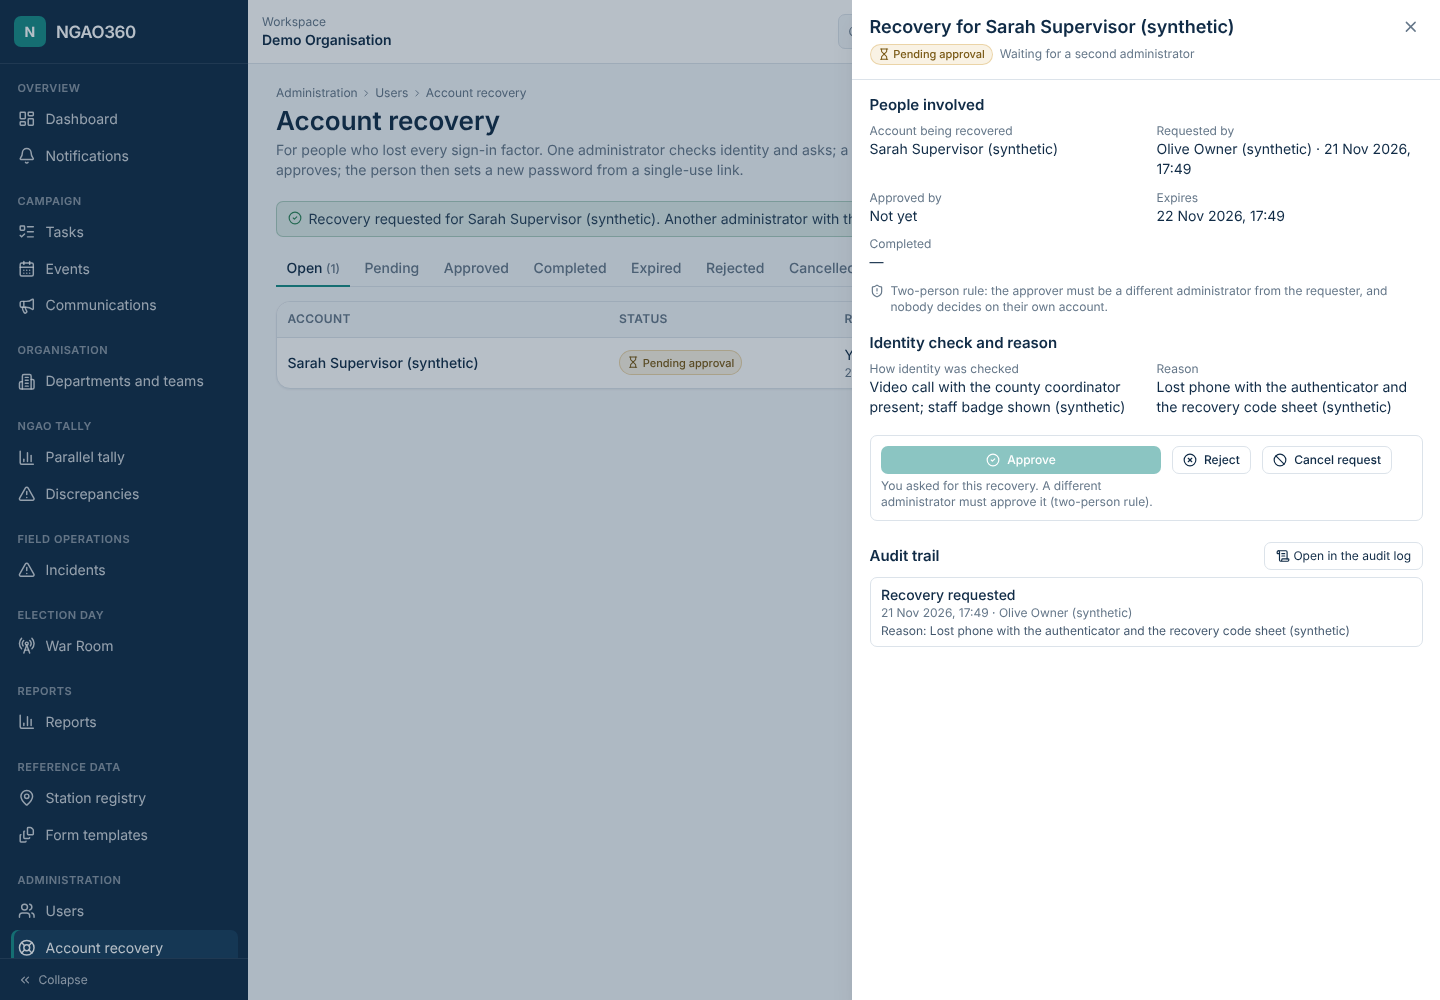 N NGAO360
OVERVIEW
Dashboard
Notifications
CAMPAIGN
Tasks
Events
Communications
ORGANISATION
Departments and teams
NGAO TALLY
Parallel tally
Discrepancies
FIELD OPERATIONS
Incidents
ELECTION DAY
War Room
REPORTS
Reports
REFERENCE DATA
Station registry
Form templates
ADMINISTRATION
Users
Account recovery
Collapse
Workspace
Demo Organisation
Administration > Users > Account recovery
Account recovery
For people who lost every sign-in factor. One administrator checks identity and asks; a
approves; the person then sets a new password from a single-use link.
Recovery requested for Sarah Supervisor (synthetic). Another administrator with
Open (1) Pending Approved Completed Expired Rejected Cancelled
ACCOUNT STATUS
Sarah Supervisor (synthetic) Pending approval
Recovery for Sarah Supervisor (synthetic)
Pending approval Waiting for a second administrator
People involved
Account being recovered
Sarah Supervisor (synthetic)
Requested by
Olive Owner (synthetic) · 21 Nov 2026,
17:49
Approved by
Not yet
Expires
22 Nov 2026, 17:49
Completed
—
Two-person rule: the approver must be a different administrator from the requester, and
nobody decides on their own account.
Identity check and reason
How identity was checked
Video call with the county coordinator
present; staff badge shown (synthetic)
Reason
Lost phone with the authenticator and
the recovery code sheet (synthetic)
Approve Reject Cancel request
You asked for this recovery. A different
administrator must approve it (two-person rule).
Audit trail
Open in the audit log
Recovery requested
21 Nov 2026, 17:49 · Olive Owner (synthetic)
Reason: Lost phone with the authenticator and the recovery code sheet (synthetic)